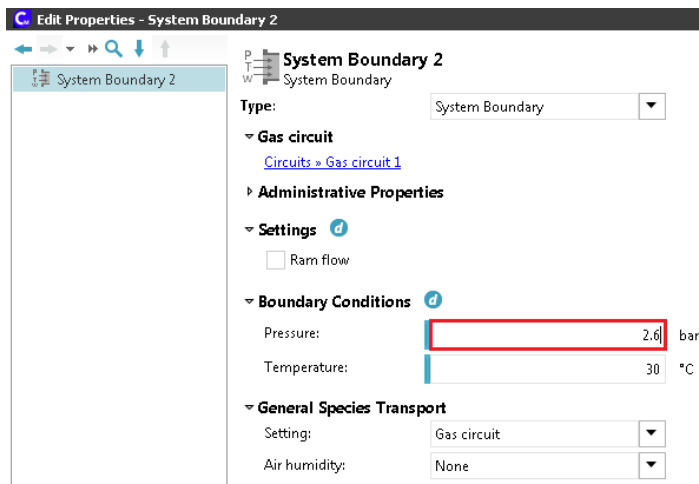 C. Edit Properties - System Boundary 2
System Boundary 2
P
T
W
System Boundary 2
System Boundary
Type:
System Boundary
Gas circuit
Circuits » Gas circuit 1
Administrative Properties
Settings d
Ram flow
Boundary Conditions d
Pressure:
2.6
bar
Temperature:
30
°C
General Species Transport
Setting:
Gas circuit
Air humidity:
None